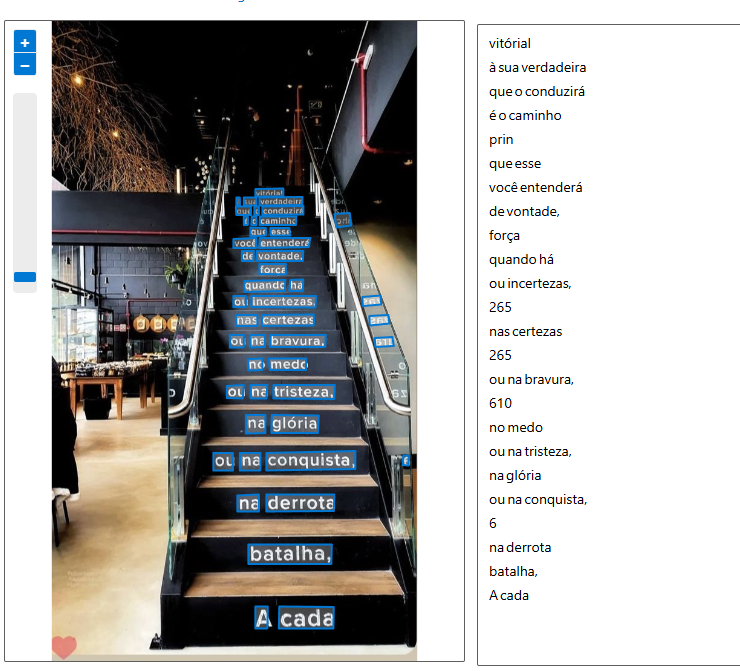 +
−
vitória!
à sua verdadeira
que o conduzirá
é o caminho
que esse
você entenderá
de vontade,
força
quando há
ou incertezas,
nas certezas
ou na bravura,
no medo
ou na tristeza,
na glória
ou na conquista,
na derrota
batalha,
A cada
vitórial
à sua verdadeira
que o conduzirá
é o caminho
prin
que esse
você entenderá
de vontade,
força
quando há
ou incertezas,
265
nas certezas
265
ou na bravura,
610
no medo
ou na tristeza,
na glória
ou na conquista,
6
na derrota
batalha,
A cada